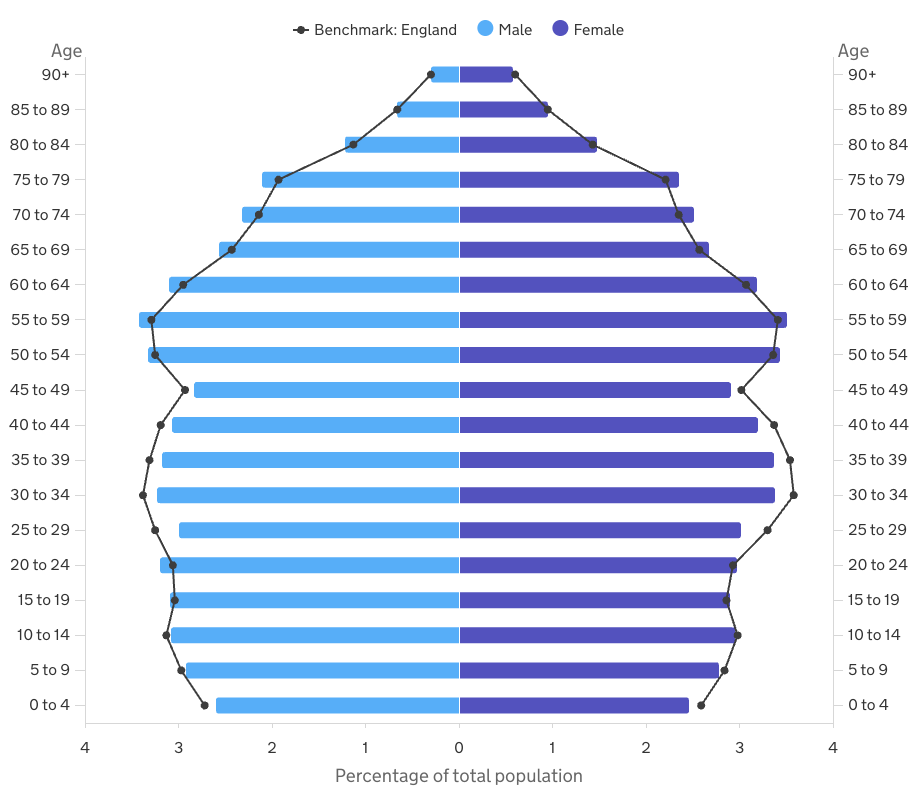 Benchmark: England Male Female
Age Age
90+ 90+
85 to 89 85 to 89
80 to 84 80 to 84
75 to 79 75 to 79
70 to 74 70 to 74
65 to 69 65 to 69
60 to 64 60 to 64
55 to 59 55 to 59
50 to 54 50 to 54
45 to 49 45 to 49
40 to 44 40 to 44
35 to 39 35 to 39
30 to 34 30 to 34
25 to 29 25 to 29
20 to 24 20 to 24
15 to 19 15 to 19
10 to 14 10 to 14
5 to 9 5 to 9
0 to 4 0 to 4
4 3 2 1 0 1 2 3 4
Percentage of total population